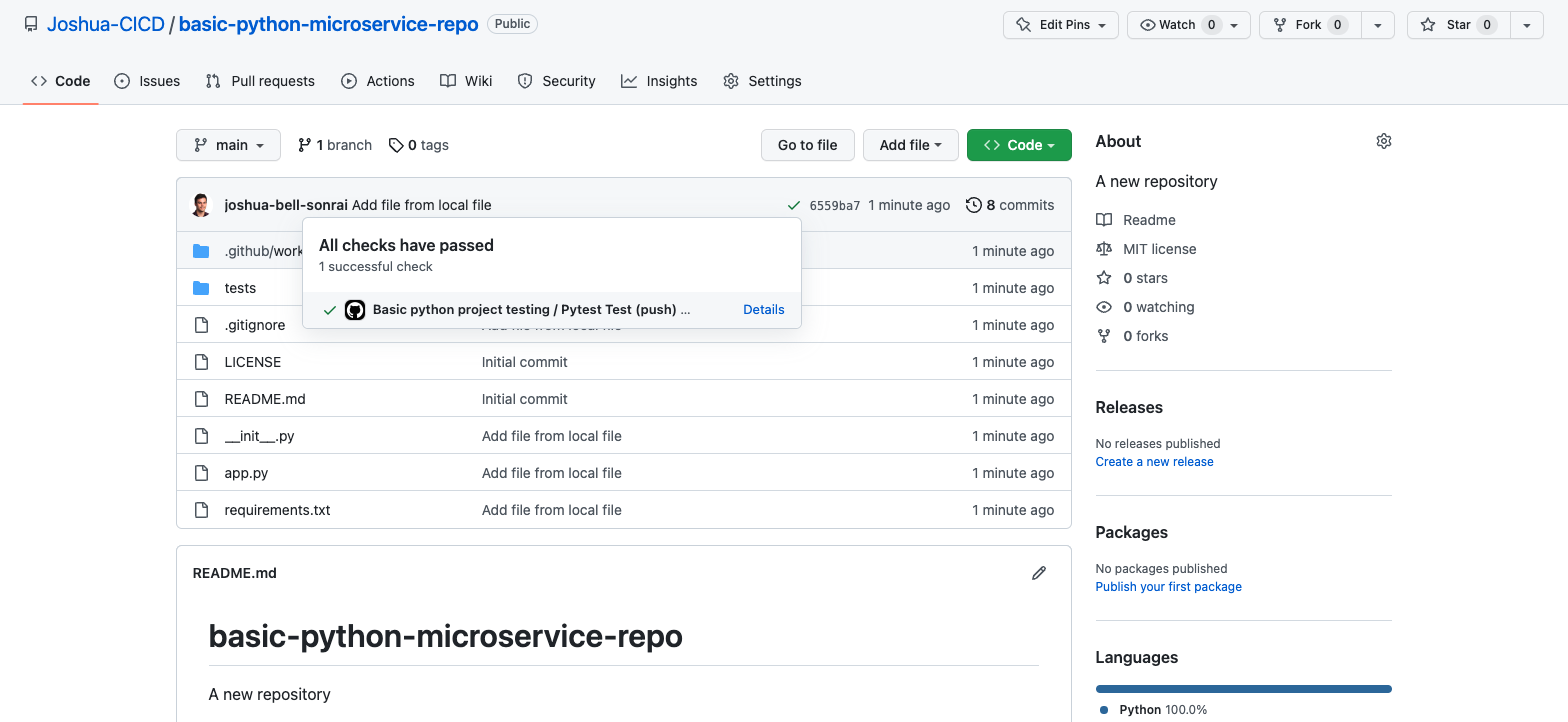 Joshua-CICD / basic-python-microservice-repo Public
Edit Pins Watch 0 Fork 0 Star 0
Code Issues Pull requests Actions Wiki Security Insights Settings
main 1 branch 0 tags Go to file Add file Code
joshua-bell-sonrai Add file from local file 6559ba7 1 minute ago 8 commits
All checks have passed
1 successful check
Basic python project testing / Pytest Test (push) ... Details
.github/work 1 minute ago
tests 1 minute ago
.gitignore Add file from local file 1 minute ago
LICENSE Initial commit 1 minute ago
README.md Initial commit 1 minute ago
__init__.py Add file from local file 1 minute ago
app.py Add file from local file 1 minute ago
requirements.txt Add file from local file 1 minute ago
README.md
basic-python-microservice-repo
A new repository
About
A new repository
Readme
MIT license
0 stars
0 watching
0 forks
Releases
No releases published
Create a new release
Packages
No packages published
Publish your first package
Languages
Python 100.0%